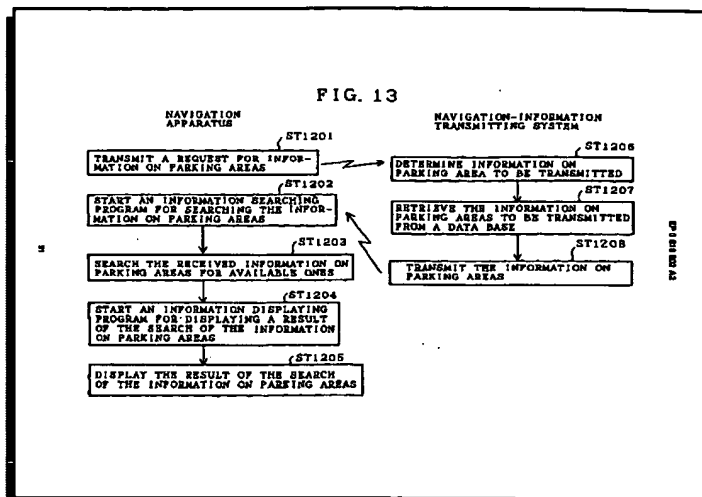 FIG. 13
NAVIGATION
APPARATUS
ST1201
TRANSMIT A REQUEST FOR INFOR-
MATION ON PARKING AREAS
ST1202
START AN INFORMATION SEARCHING
PROGRAM FOR SEARCHING THE INFOR-
MATION ON PARKING AREAS
ST1203
SEARCH THE RECEIVED INFORMATION ON
PARKING AREAS FOR AVAILABLE ONES
ST1204
START AN INFORMATION DISPLAYING
PROGRAM FOR DISPLAYING A RESULT
OF THE SEARCH OF THE INFORMATION
ON PARKING AREAS
ST1205
DISPLAY THE RESULT OF THE SEARCH
OF THE INFORMATION ON PARKING AREAS
NAVIGATION-INFORMATION
TRANSMITTING SYSTEM
ST1206
DETERMINE INFORMATION ON
PARKING AREA TO BE TRANSMITTED
ST1207
RETRIEVE THE INFORMATION ON
PARKING AREAS TO BE TRANSMITTED
FROM A DATA BASE
ST1208
TRANSMIT THE INFORMATION ON
PARKING AREAS